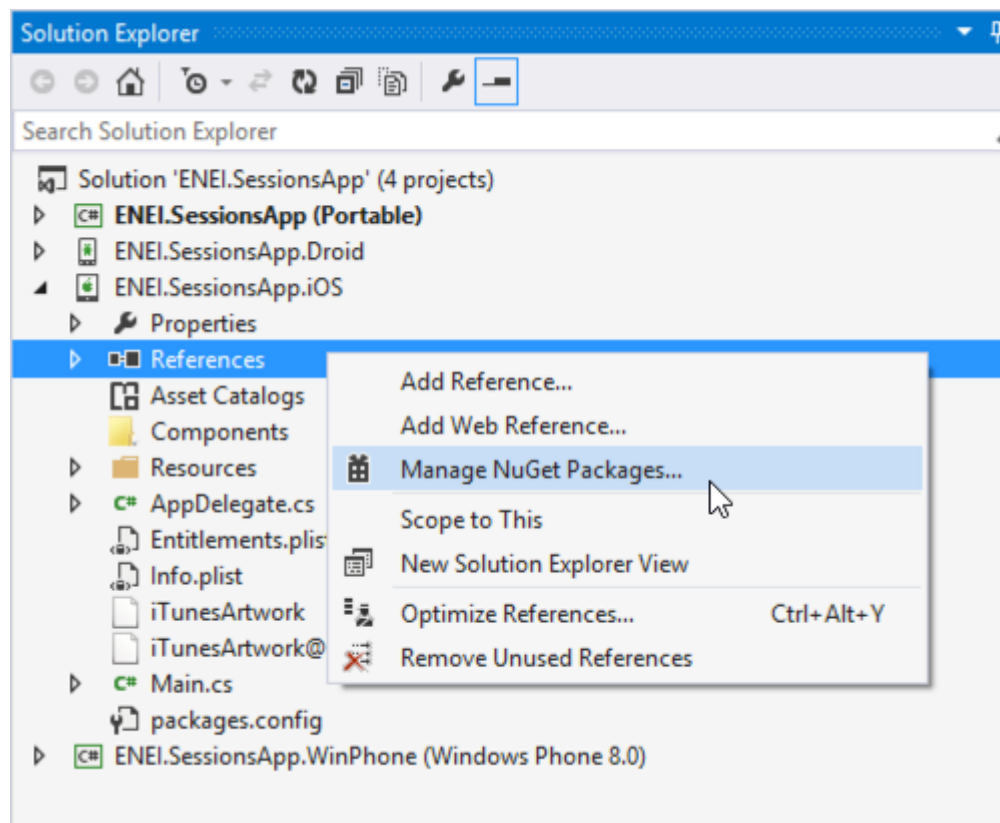 Solution Explorer
Search Solution Explorer
Solution 'ENEI.SessionsApp' (4 projects)
C# ENEI.SessionsApp (Portable)
ENEI.SessionsApp.Droid
ENEI.SessionsApp.iOS
Properties
References
Add Reference...
Asset Catalogs
Add Web Reference...
Components
Manage NuGet Packages...
Resources
C# AppDelegate.cs
Scope to This
Entitlements.plis
New Solution Explorer View
Info.plist
iTunesArtwork
Optimize References... Ctrl+Alt+Y
iTunesArtwork@
Remove Unused References
C# Main.cs
packages.config
C# ENEI.SessionsApp.WinPhone (Windows Phone 8.0)